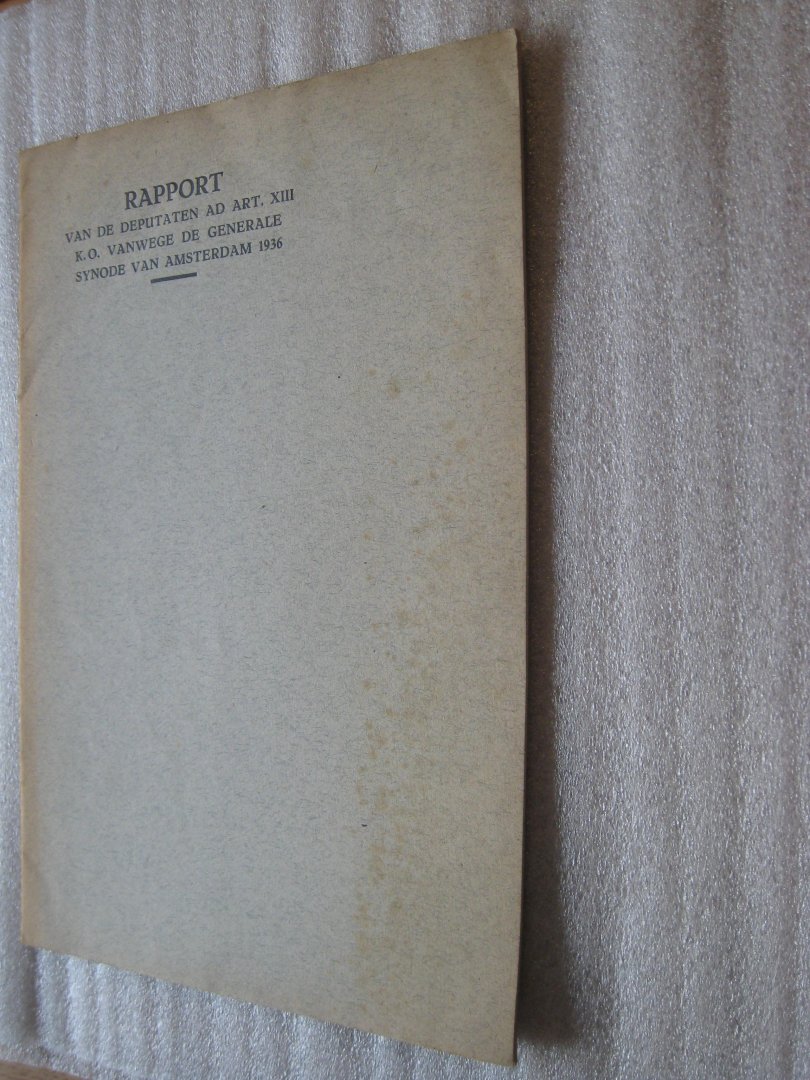 RAPPORT
VAN DE DEPUTATEN AD ART. XIII
K.O. VANWEGE DE GENERALE
SYNODE VAN AMSTERDAM 1936